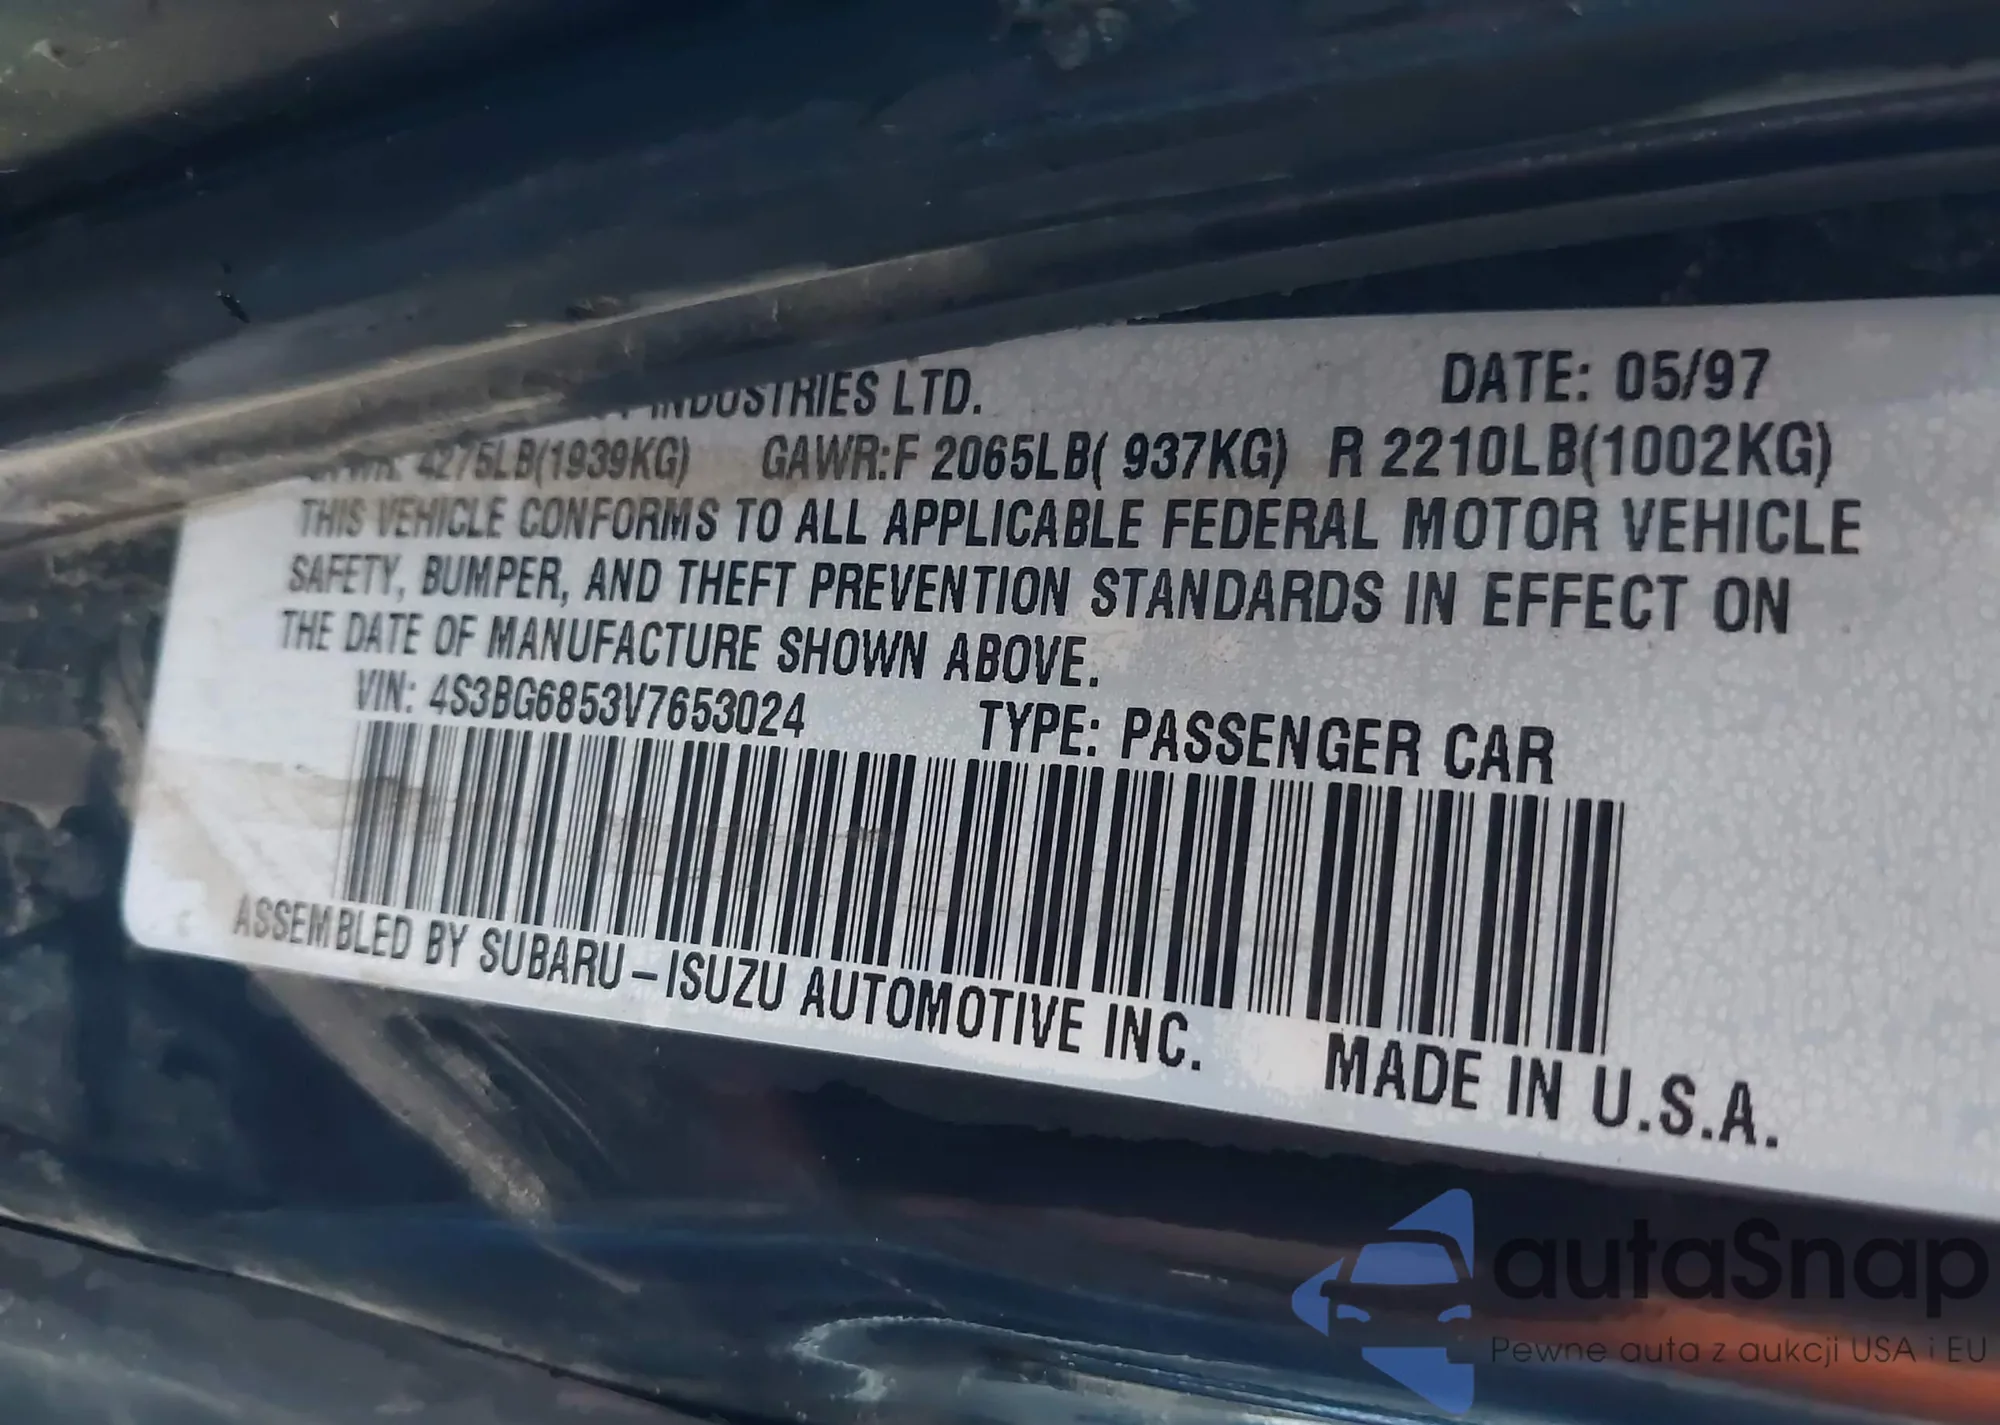 INDUSTRIES LTD. DATE: 05/97
4275LB(1939KG) GAWR:F 2065LB( 937KG) R 2210LB(1002KG)
THIS VEHICLE CONFORMS TO ALL APPLICABLE FEDERAL MOTOR VEHICLE
SAFETY, BUMPER, AND THEFT PREVENTION STANDARDS IN EFFECT ON
THE DATE OF MANUFACTURE SHOWN ABOVE.
VIN: 4S3BG6853V7653024 TYPE: PASSENGER CAR
ASSEMBLED BY SUBARU-ISUZU AUTOMOTIVE INC. MADE IN U.S.A.
autaSnap
Pewne auta z aukcji USA i EU